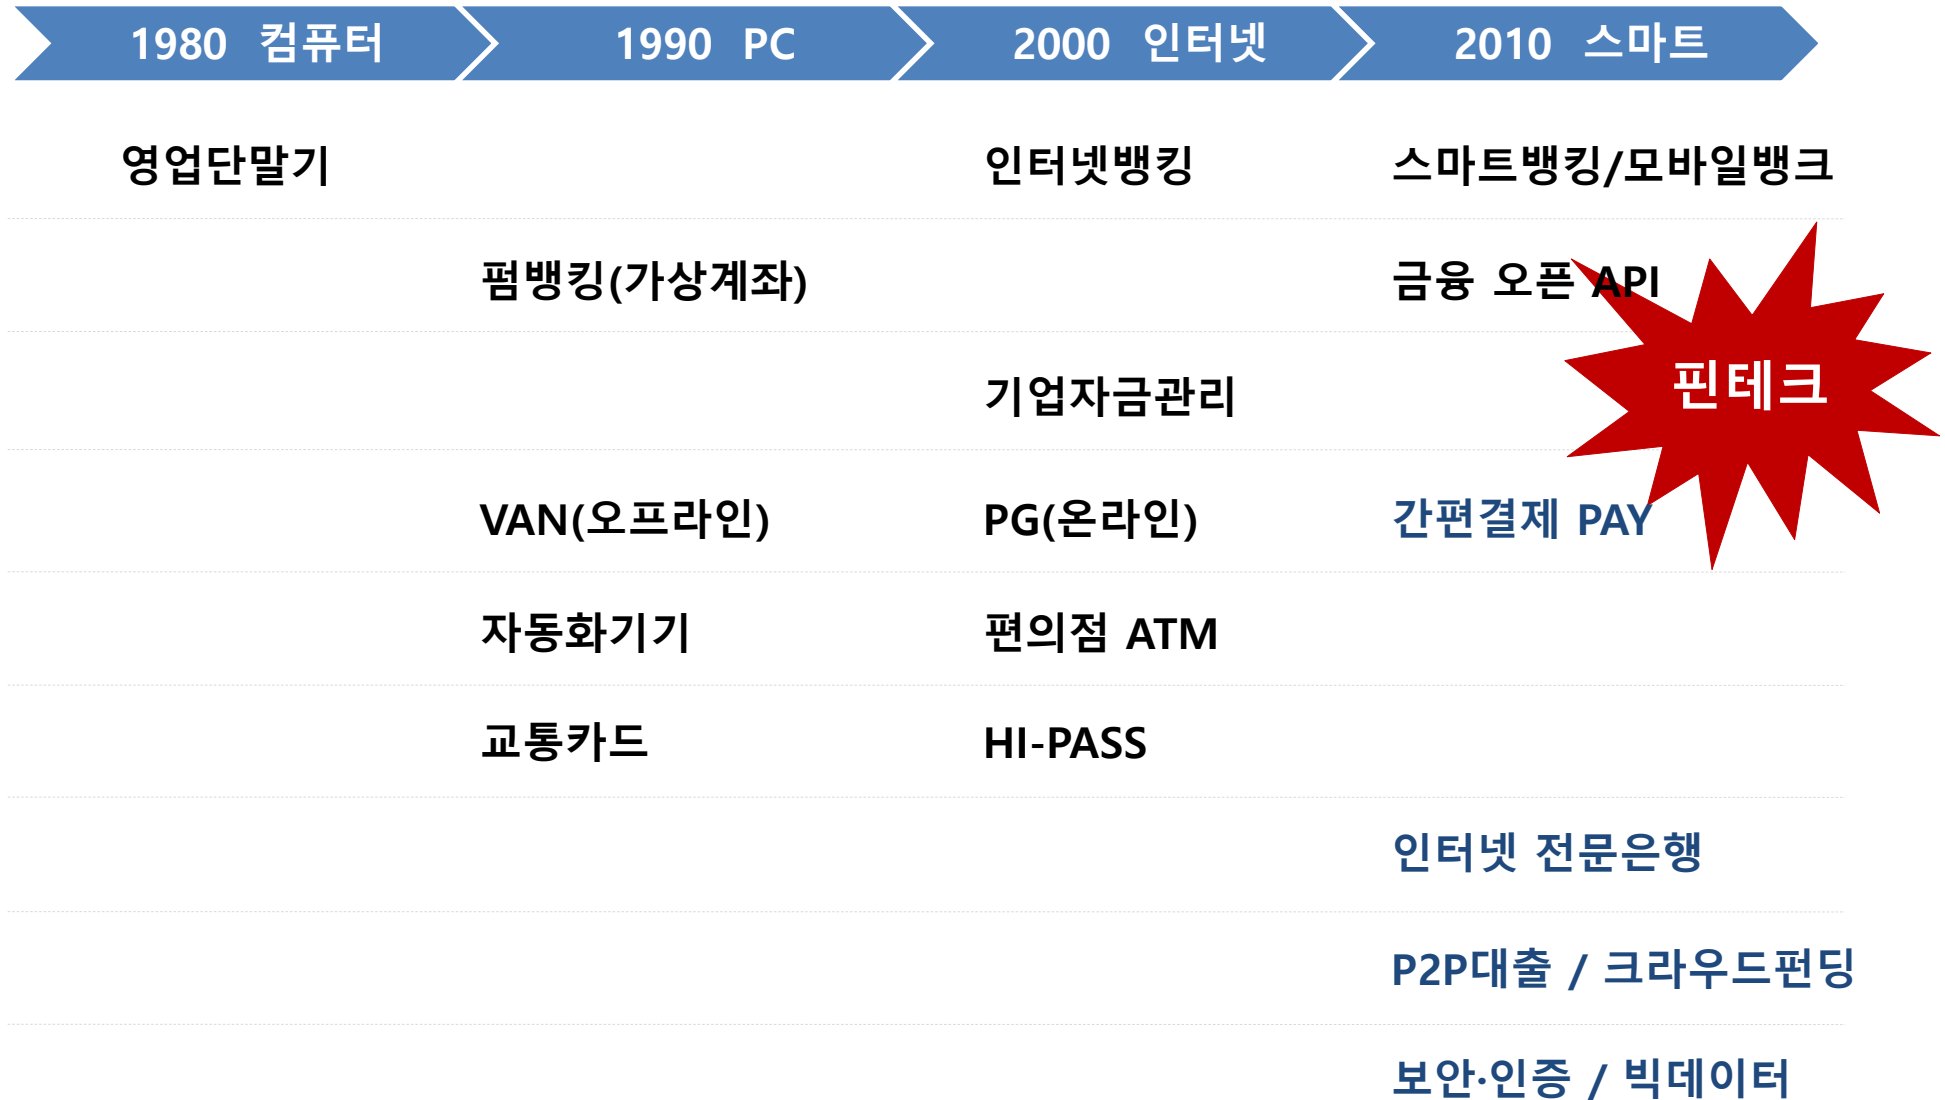 1980 컴퓨터 1990 PC 2000 인터넷 2010 스마트
영업단말기 인터넷뱅킹 스마트뱅킹/모바일뱅크
펌뱅킹(가상계좌) 금융 오픈 API
기업자금관리 핀테크
VAN(오프라인) PG(온라인) 간편결제 PAY
자동화기기 편의점 ATM
교통카드 HI-PASS
인터넷 전문은행
P2P대출 / 크라우드펀딩
보안·인증 / 빅데이터